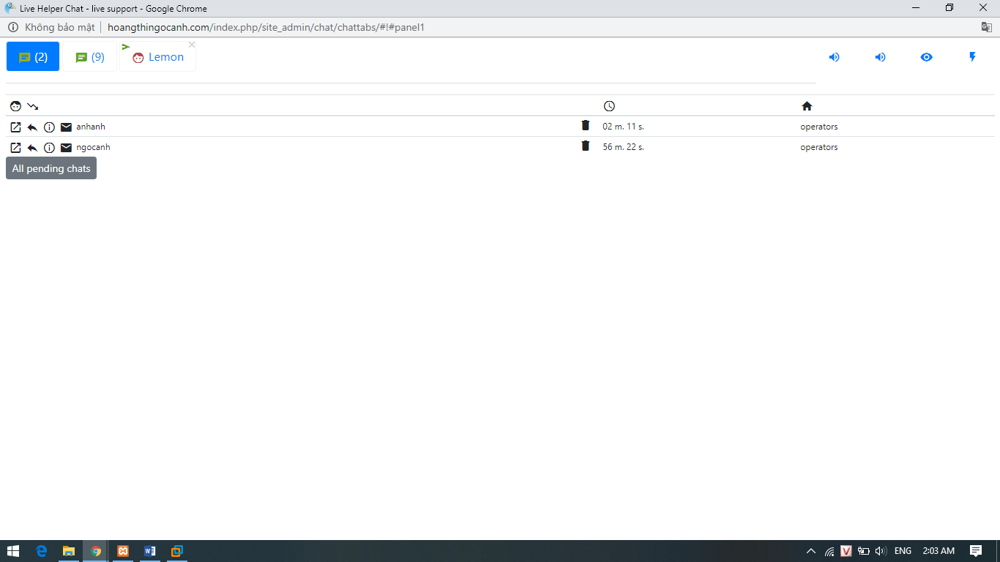 Live Helper Chat - live support - Google Chrome
Không bảo mật | hoangthingocanh.com/index.php/site_admin/chat/chattabs/#!#panel1
(2) (9) Lemon
anhanh 02 m. 11 s. operators
ngocanh 56 m. 22 s. operators
All pending chats
V ENG 2:03 AM